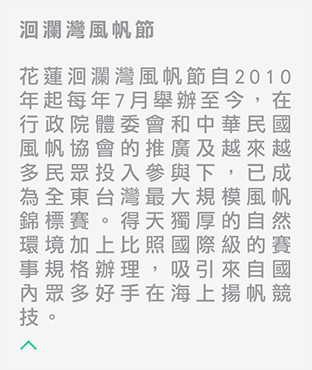 洄瀾灣風帆節
花蓮洄瀾灣風帆節自2010
年起每年7月舉辦至今，在
行政院體委會和中華民國
風帆協會的推廣及越來越
多民眾投入參與下，已成
為全東台灣最大規模風帆
錦標賽。得天獨厚的自然
環境加上比照國際級的賽
事規格辦理，吸引來自國
內眾多好手在海上揚帆競
技。